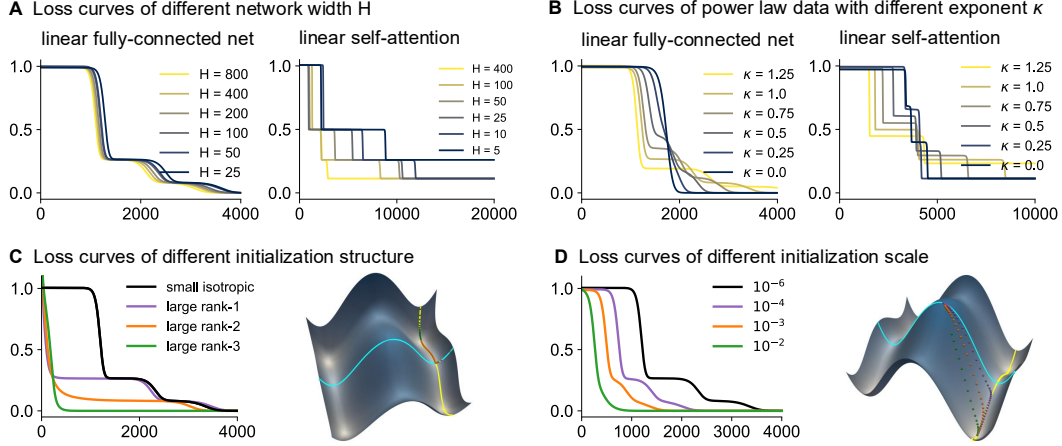 A Loss curves of different network width H
linear fully-connected net
linear self-attention
1.0
0.5
0.0
0
2000
4000
H = 800
H = 400
H = 200
H = 100
H = 50
H = 25
1.0
0.5
0.0
0
10000
20000
H = 400
H = 100
H = 50
H = 25
H = 10
H = 5
B Loss curves of power law data with different exponent κ
linear fully-connected net
linear self-attention
1.0
0.5
0.0
0
2000
4000
κ = 1.25
κ = 1.0
κ = 0.75
κ = 0.5
κ = 0.25
κ = 0.0
1.0
0.5
0.0
0
5000
10000
κ = 1.25
κ = 1.0
κ = 0.75
κ = 0.5
κ = 0.25
κ = 0.0
C Loss curves of different initialization structure
1.0
0.5
0.0
0
2000
4000
small isotropic
large rank-1
large rank-2
large rank-3
D Loss curves of different initialization scale
1.0
0.5
0.0
0
1000
2000
3000
4000
10⁻⁶
10⁻⁴
10⁻³
10⁻²